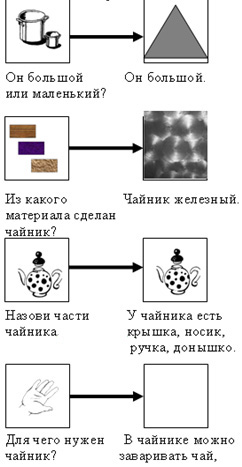 Он большой
или маленький?
Он большой.
Из какого
материала сделан
чайник?
Чайник железный.
Назови части
чайника.
У чайника есть
крышка, носик,
ручка, донышко.
Для чего нужен
чайник?
В чайнике можно
заваривать чай,